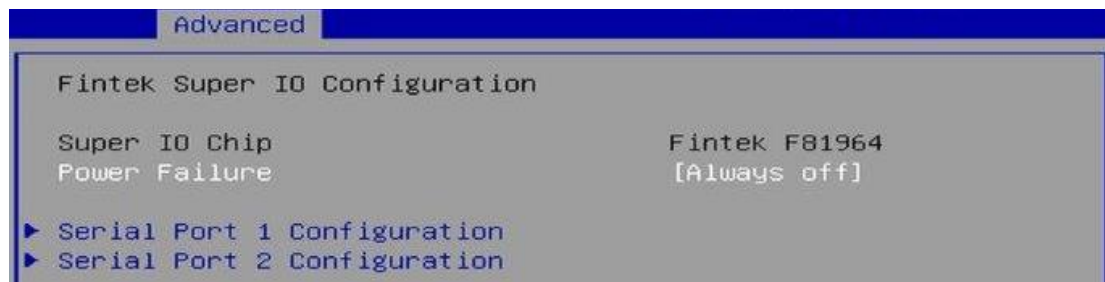 Advanced
Fintek Super IO Configuration
Super IO Chip Fintek F81964
Power Failure [Always off]
Serial Port 1 Configuration
Serial Port 2 Configuration